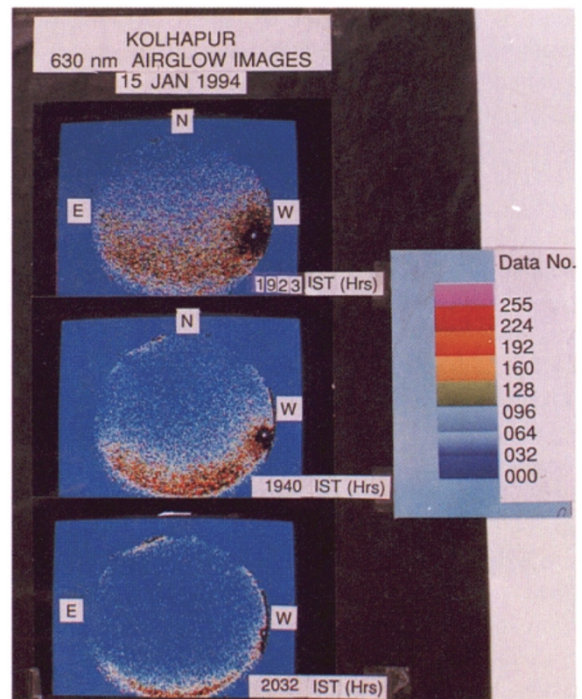 KOLHAPUR
630 nm AIRGLOW IMAGES
15 JAN 1994
N
E
W
1923 IST (Hrs)
N
W
1940 IST (Hrs)
E
W
2032 IST (Hrs)
Data No.
255
224
192
160
128
096
064
032
000